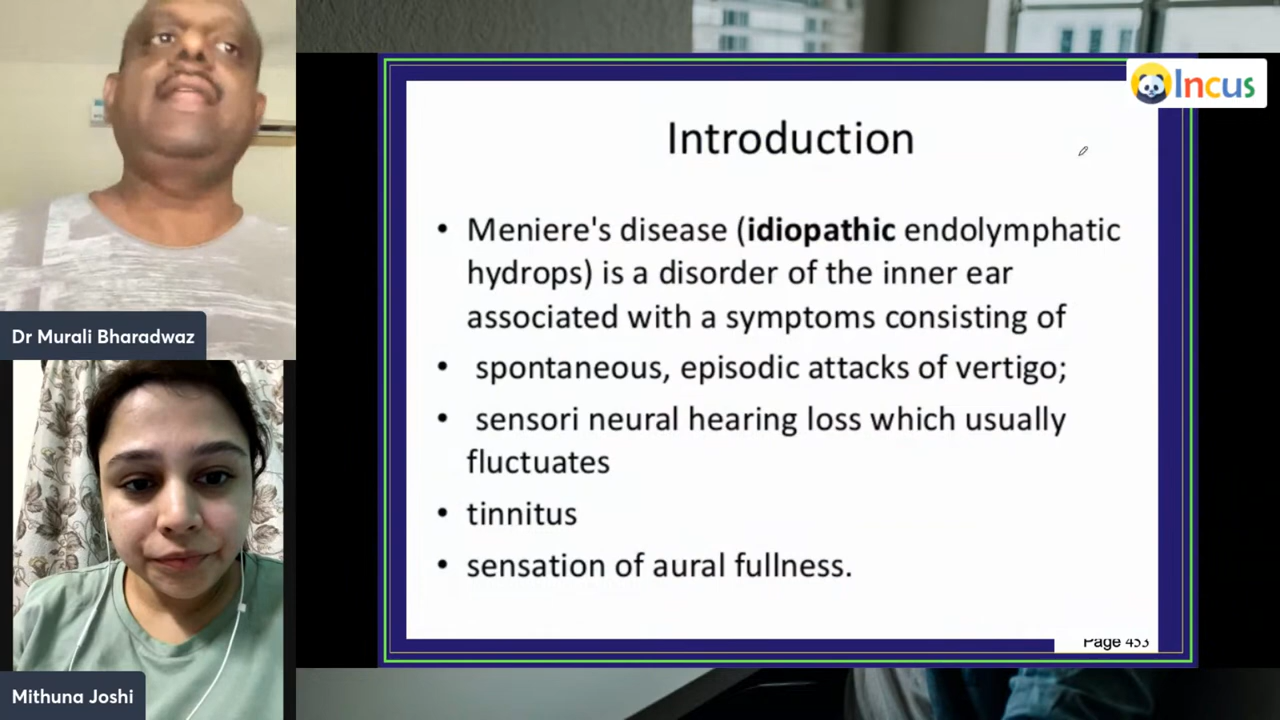 Incus
Introduction
• Meniere's disease (idiopathic endolymphatic
hydrops) is a disorder of the inner ear
associated with a symptoms consisting of
• spontaneous, episodic attacks of vertigo;
• sensori neural hearing loss which usually
fluctuates
• tinnitus
• sensation of aural fullness.
Page 453
Dr Murali Bharadwaz
Mithuna Joshi